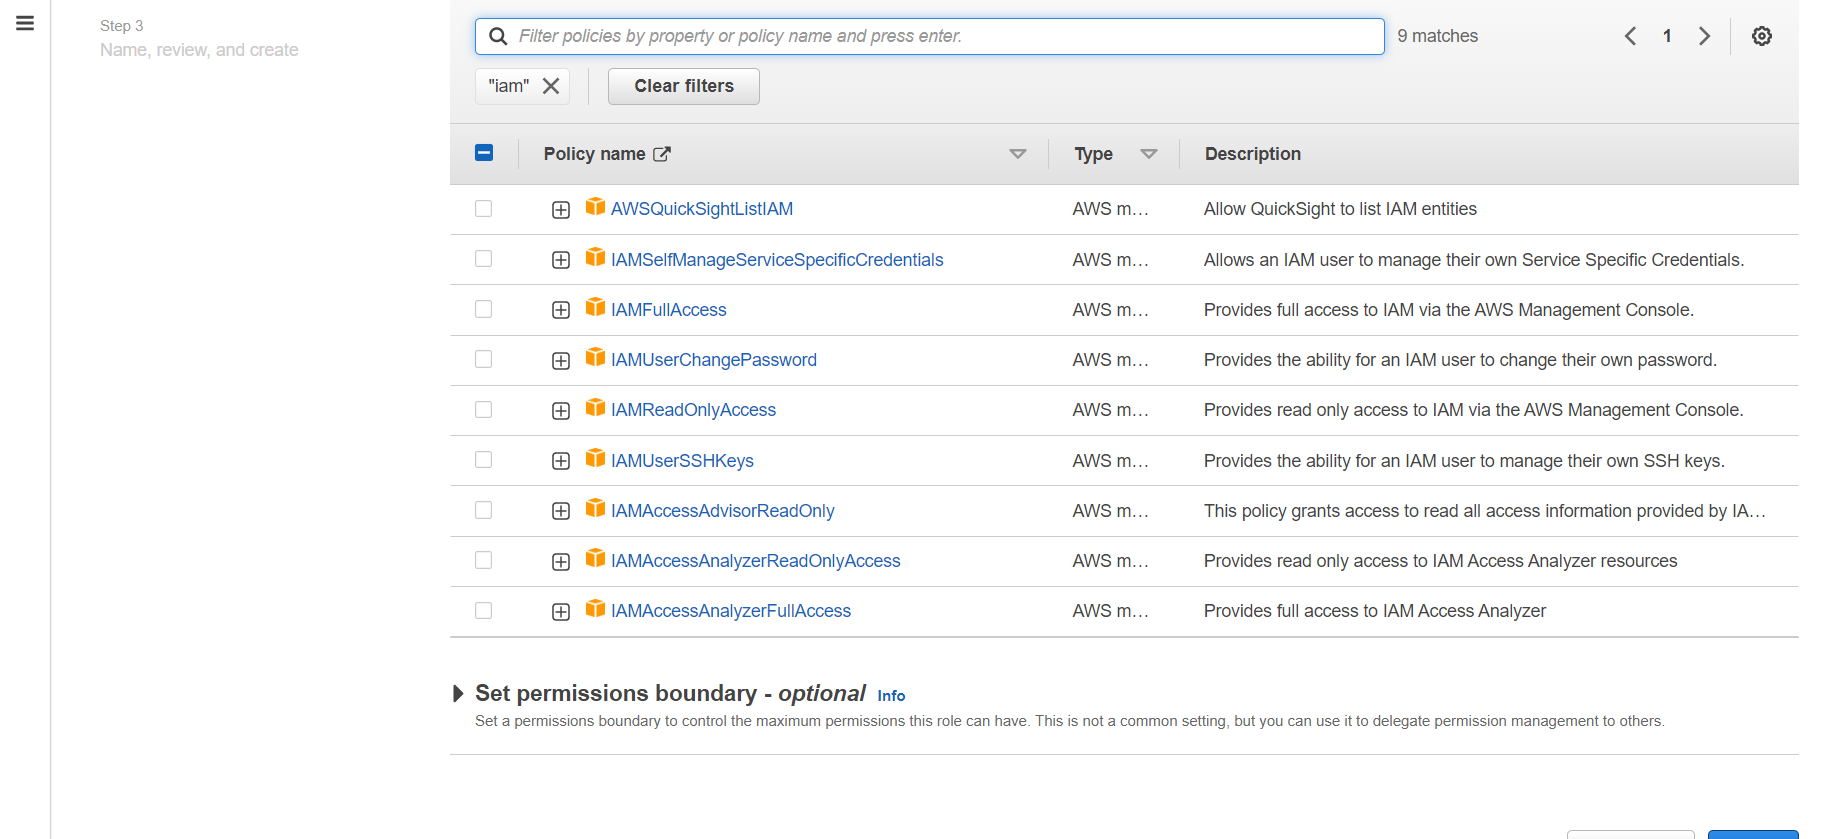 Step 3
Name, review, and create
Filter policies by property or policy name and press enter.
9 matches
1
"iam"
Clear filters
Policy name
Type
Description
AWSQuickSightListIAM AWS m… Allow QuickSight to list IAM entities
IAMSelfManageServiceSpecificCredentials AWS m… Allows an IAM user to manage their own Service Specific Credentials.
IAMFullAccess AWS m… Provides full access to IAM via the AWS Management Console.
IAMUserChangePassword AWS m… Provides the ability for an IAM user to change their own password.
IAMReadOnlyAccess AWS m… Provides read only access to IAM via the AWS Management Console.
IAMUserSSHKeys AWS m… Provides the ability for an IAM user to manage their own SSH keys.
IAMAccessAdvisorReadOnly AWS m… This policy grants access to read all access information provided by IA…
IAMAccessAnalyzerReadOnlyAccess AWS m… Provides read only access to IAM Access Analyzer resources
IAMAccessAnalyzerFullAccess AWS m… Provides full access to IAM Access Analyzer
Set permissions boundary - optional Info
Set a permissions boundary to control the maximum permissions this role can have. This is not a common setting, but you can use it to delegate permission management to others.